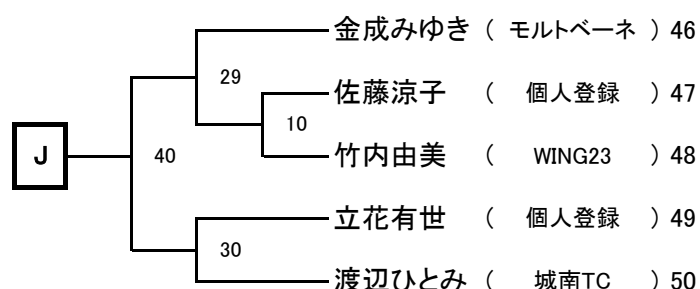 金成みゆき ( モルトベーネ ) 46
29
佐藤涼子 ( 個人登録 ) 47
10
J
40
竹内由美 ( WING23 ) 48
立花有世 ( 個人登録 ) 49
30
渡辺ひとみ ( 城南TC ) 50